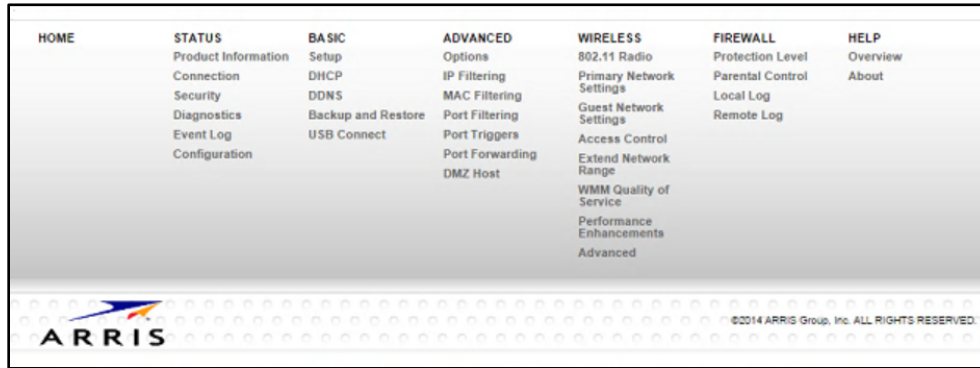 HOME
STATUS
Product Information
Connection
Security
Diagnostics
Event Log
Configuration
BASIC
Setup
DHCP
DDNS
Backup and Restore
USB Connect
ADVANCED
Options
IP Filtering
MAC Filtering
Port Filtering
Port Triggers
Port Forwarding
DMZ Host
WIRELESS
802.11 Radio
Primary Network
Settings
Guest Network
Settings
Access Control
Extend Network
Range
WMM Quality of
Service
Performance
Enhancements
Advanced
FIREWALL
Protection Level
Parental Control
Local Log
Remote Log
HELP
Overview
About
ARRIS
©2014 ARRIS Group, Inc. ALL RIGHTS RESERVED.